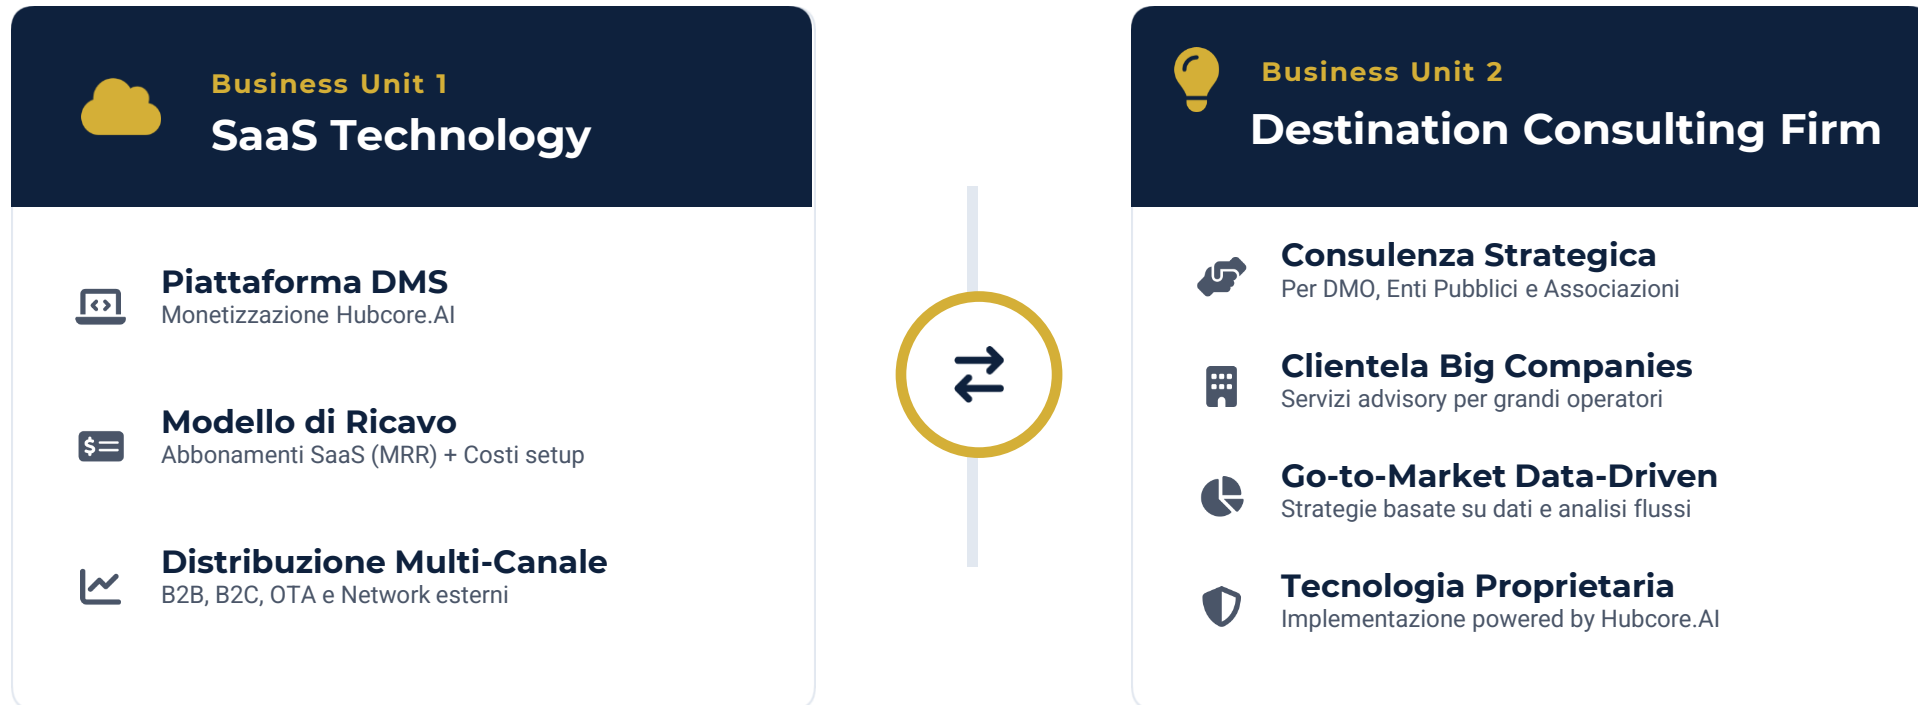 Business Unit 1
SaaS Technology
Piattaforma DMS
Monetizzazione Hubcore.AI
Modello di Ricavo
Abbonamenti SaaS (MRR) + Costi setup
Distribuzione Multi-Canale
B2B, B2C, OTA e Network esterni
Business Unit 2
Destination Consulting Firm
Consulenza Strategica
Per DMO, Enti Pubblici e Associazioni
Clientela Big Companies
Servizi advisory per grandi operatori
Go-to-Market Data-Driven
Strategie basate su dati e analisi flussi
Tecnologia Proprietaria
Implementazione powered by Hubcore.AI